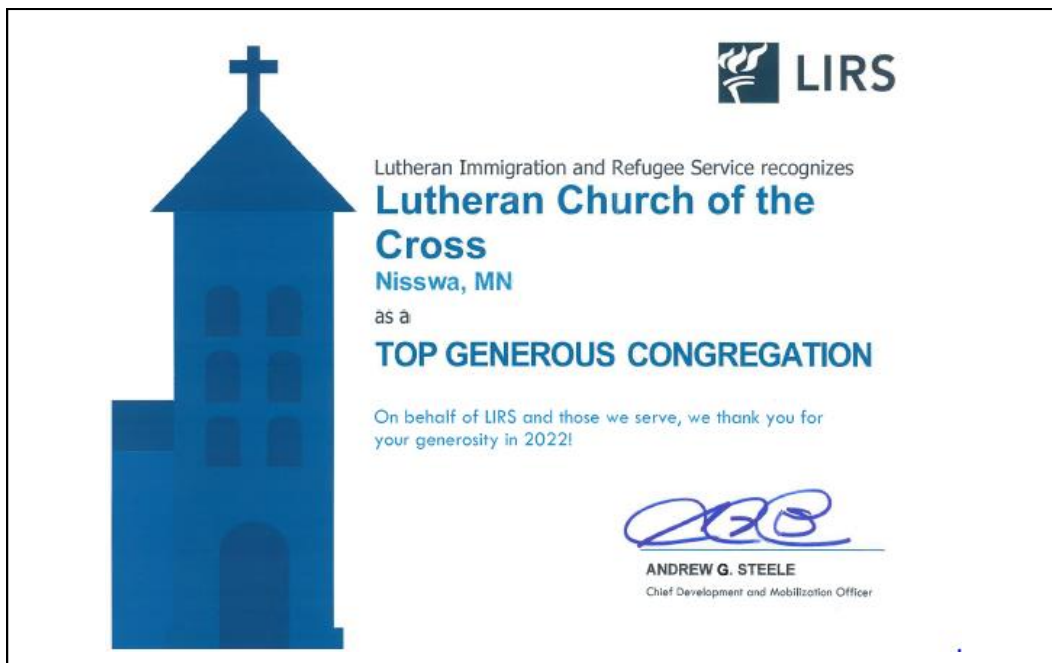 LIRS
Lutheran Immigration and Refugee Service recognizes
Lutheran Church of the
Cross
Nisswa, MN
as a
TOP GENEROUS CONGREGATION
On behalf of LIRS and those we serve, we thank you for
your generosity in 2022!
ANDREW G. STEELE
Chief Development and Mobilization Officer